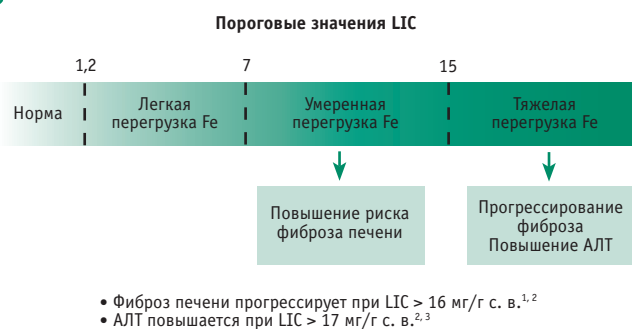 Пороговые значения LIC
1,2 7 15
Норма
Легкая
перегрузка Fe
Умеренная
перегрузка Fe
Тяжелая
перегрузка Fe
Повышение риска
фиброза печени
Прогрессирование
фиброза
Повышение АЛТ
• Фиброз печени прогрессирует при LIC > 16 мг/г с. в.1, 2
• АЛТ повышается при LIC > 17 мг/г с. в.2, 3